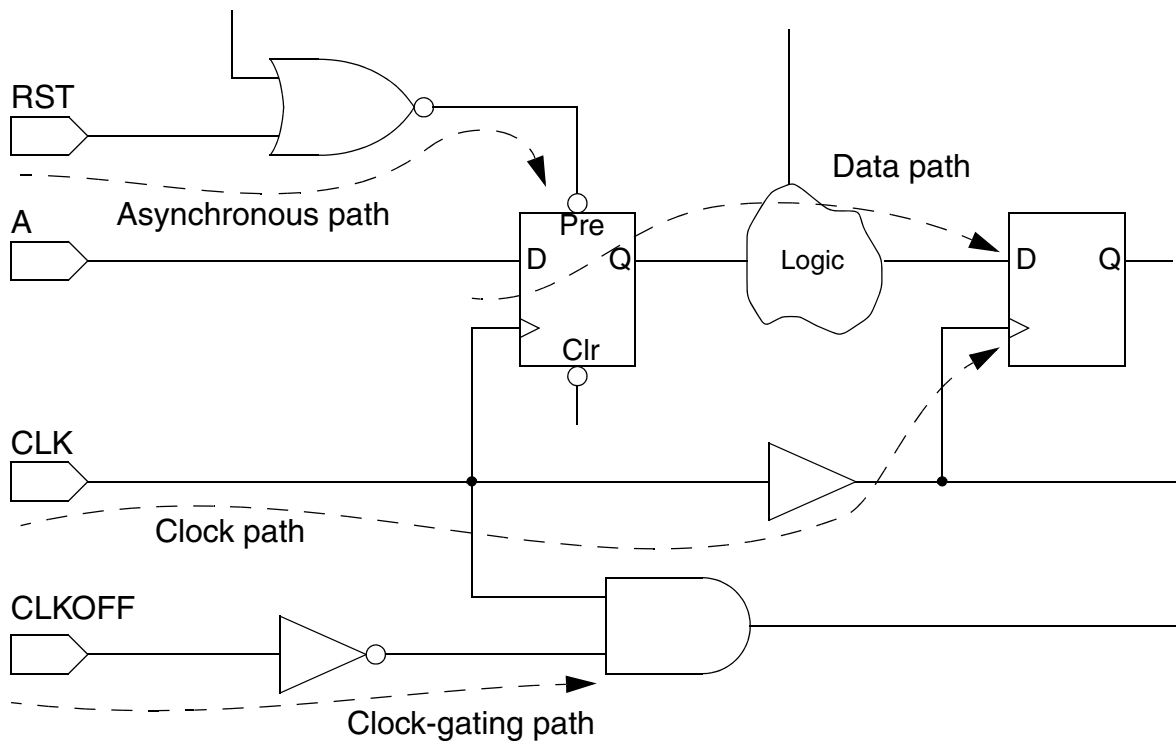 RST
Data path
Asynchronous path
A
Pre
D
Q
Logic
D
Q
Clr
CLK
Clock path
CLKOFF
Clock-gating path